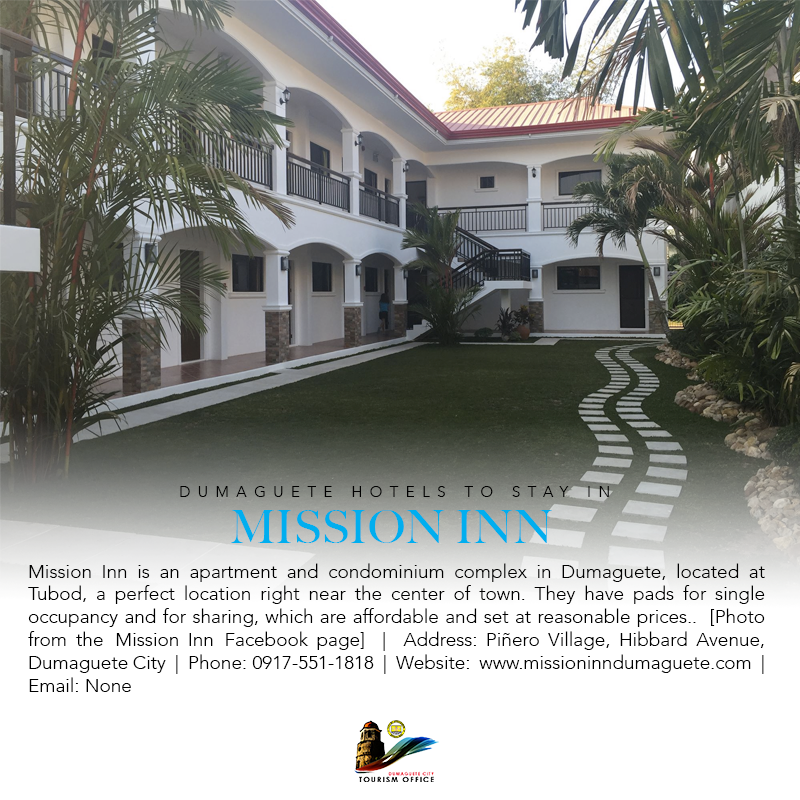 DUMAGUETE HOTELS TO STAY IN
MISSION INN
Mission Inn is an apartment and condominium complex in Dumaguete, located at
Tubod, a perfect location right near the center of town. They have pads for single
occupancy and for sharing, which are affordable and set at reasonable prices.. [Photo
from the Mission Inn Facebook page] | Address: Piñero Village, Hibbard Avenue,
Dumaguete City | Phone: 0917-551-1818 | Website: www.missioninndumaguete.com |
Email: None
DUMAGUETE CITY
TOURISM OFFICE